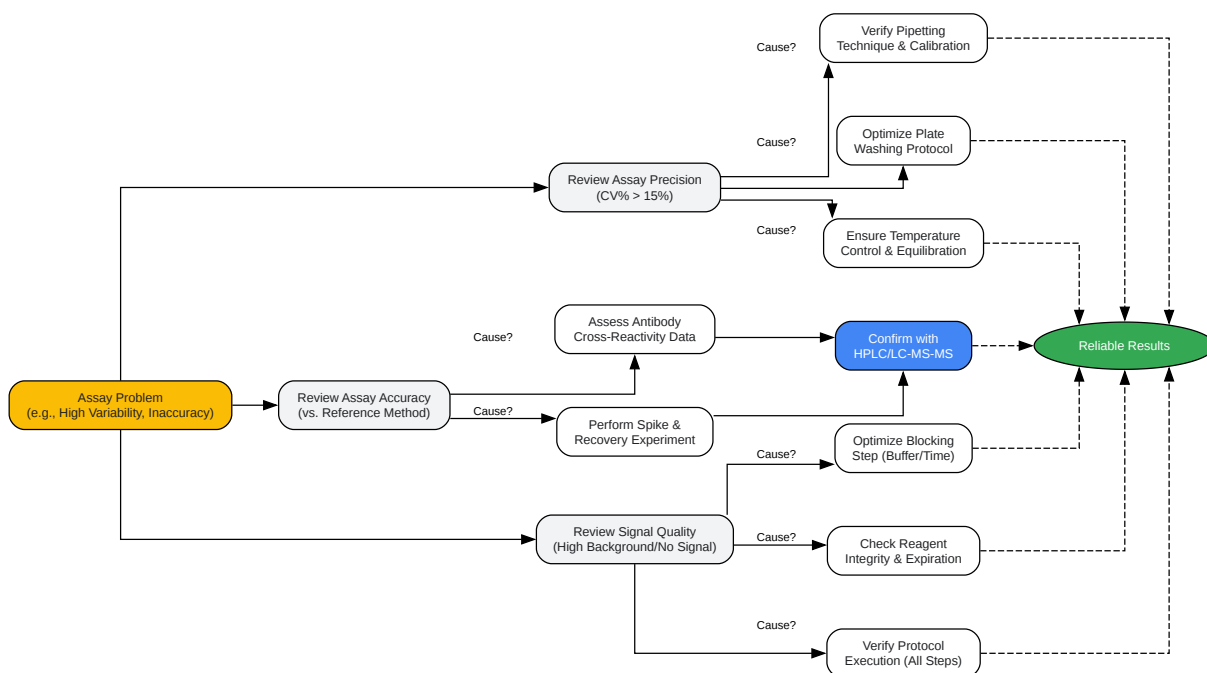 Cause?
Verify Pipetting
Technique & Calibration
Cause?
Optimize Plate
Washing Protocol
Review Assay Precision
(CV% > 15%)
Cause?
Ensure Temperature
Control & Equilibration
Cause?
Assess Antibody
Cross-Reactivity Data
Confirm with
HPLC/LC-MS-MS
Reliable Results
Assay Problem
(e.g., High Variability, Inaccuracy)
Review Assay Accuracy
(vs. Reference Method)
Cause?
Perform Spike &
Recovery Experiment
Cause?
Optimize Blocking
Step (Buffer/Time)
Review Signal Quality
(High Background/No Signal)
Cause?
Check Reagent
Integrity & Expiration
Cause?
Verify Protocol
Execution (All Steps)